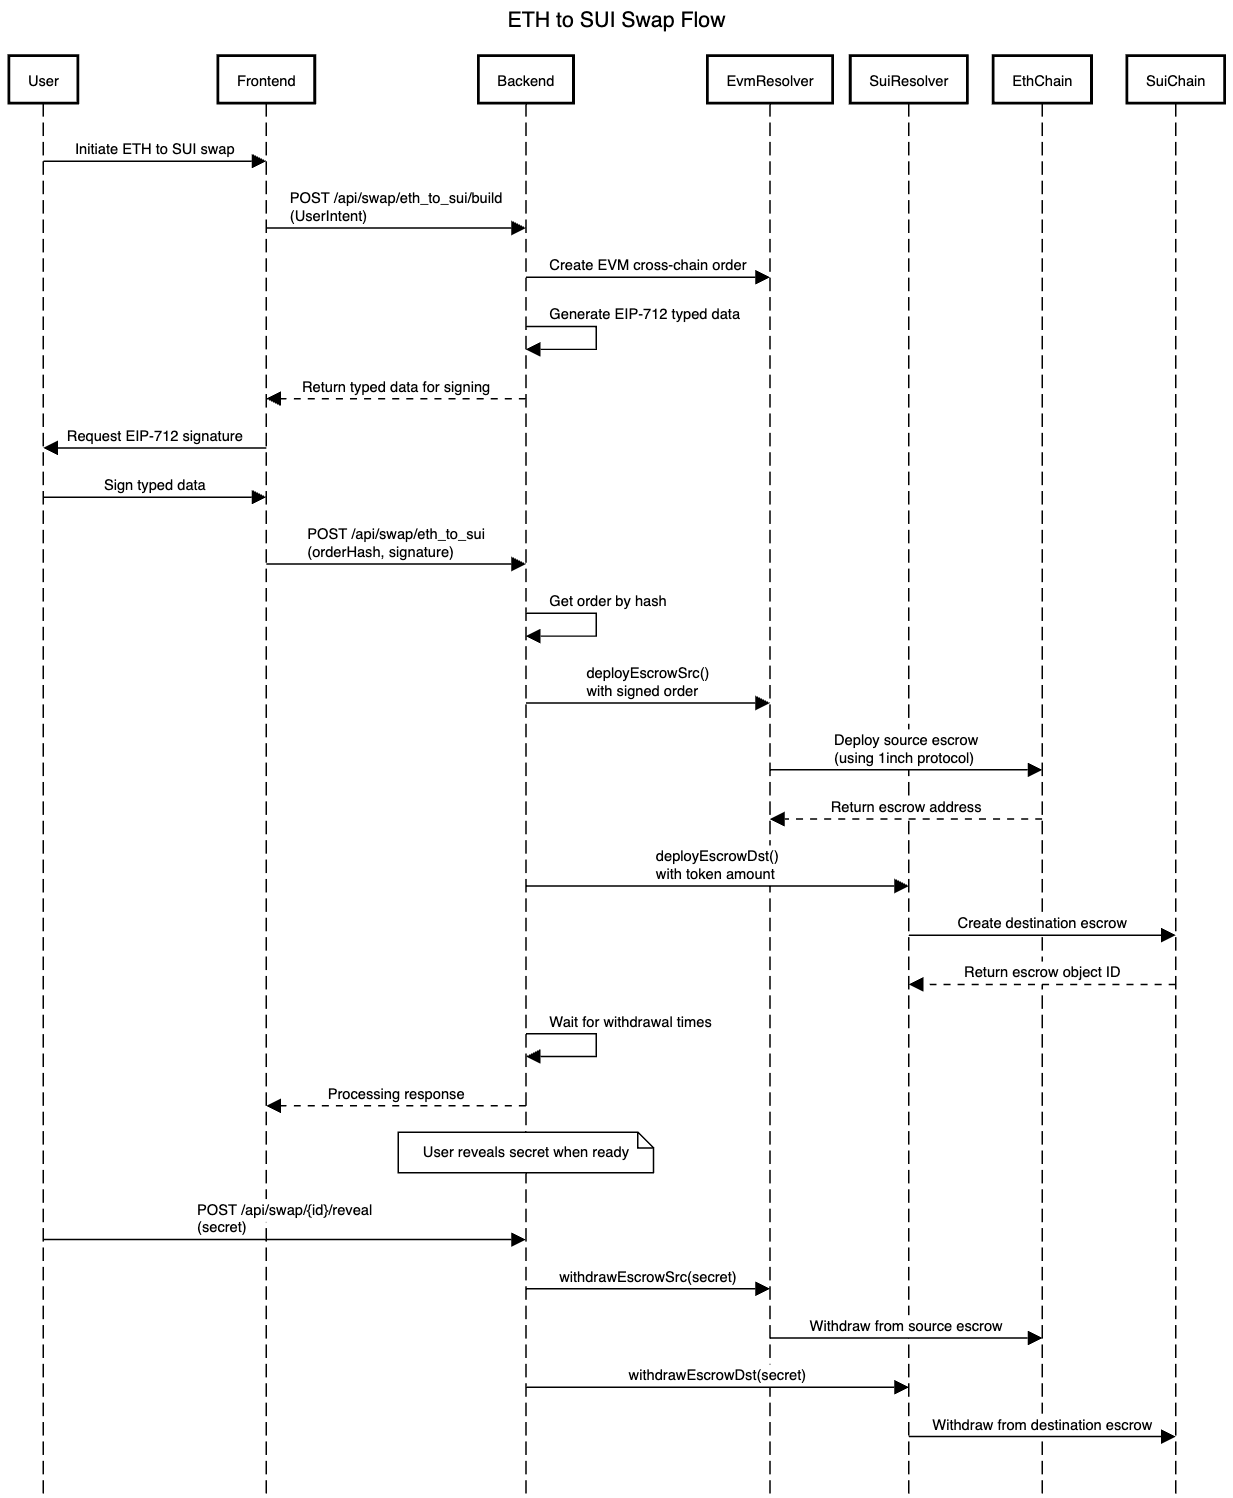 ETH to SUI Swap Flow
User
Frontend
Backend
EvmResolver
SuiResolver
EthChain
SuiChain
Initiate ETH to SUI swap
POST /api/swap/eth_to_sui/build
(UserIntent)
Create EVM cross-chain order
Generate EIP-712 typed data
Return typed data for signing
Request EIP-712 signature
Sign typed data
POST /api/swap/eth_to_sui
(orderHash, signature)
Get order by hash
deployEscrowSrc()
with signed order
Deploy source escrow
(using 1inch protocol)
Return escrow address
deployEscrowDst()
with token amount
Create destination escrow
Return escrow object ID
Wait for withdrawal times
Processing response
User reveals secret when ready
POST /api/swap/{id}/reveal
(secret)
withdrawEscrowSrc(secret)
Withdraw from source escrow
withdrawEscrowDst(secret)
Withdraw from destination escrow